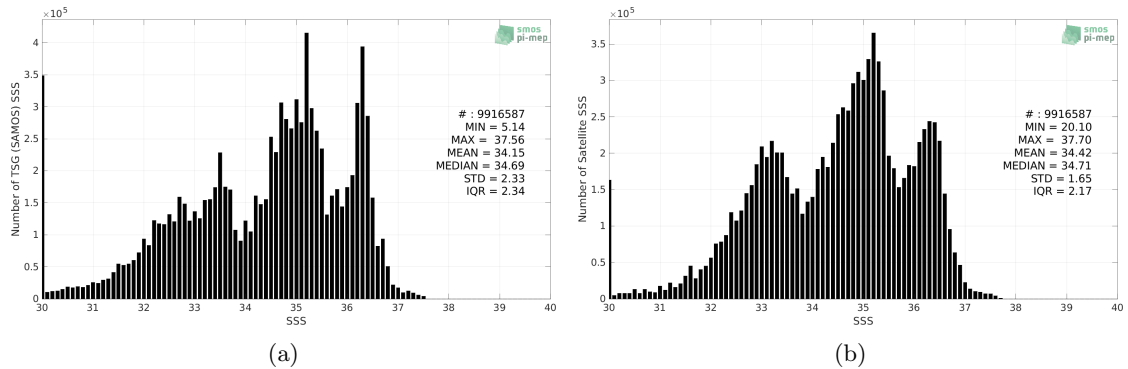 ×10⁵
4
3.5
3
2.5
2
1.5
1
0.5
0
Number of TSG (SAMOS) SSS
30 31 32 33 34 35 36 37 38 39 40
SSS
smos
pi-mep
# : 9916587
MIN = 5.14
MAX = 37.56
MEAN = 34.15
MEDIAN = 34.69
STD = 2.33
IQR = 2.34
(a)
×10⁵
3.5
3
2.5
2
1.5
1
0.5
0
Number of Satellite SSS
30 31 32 33 34 35 36 37 38 39 40
SSS
smos
pi-mep
# : 9916587
MIN = 20.10
MAX = 37.70
MEAN = 34.42
MEDIAN = 34.71
STD = 1.65
IQR = 2.17
(b)